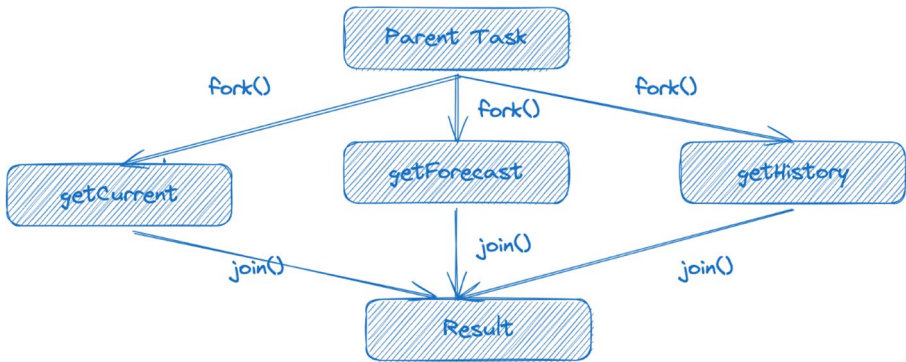 Parent Task
fork()
fork()
fork()
getCurrent
getForecast
getHistory
join()
join()
join()
Result